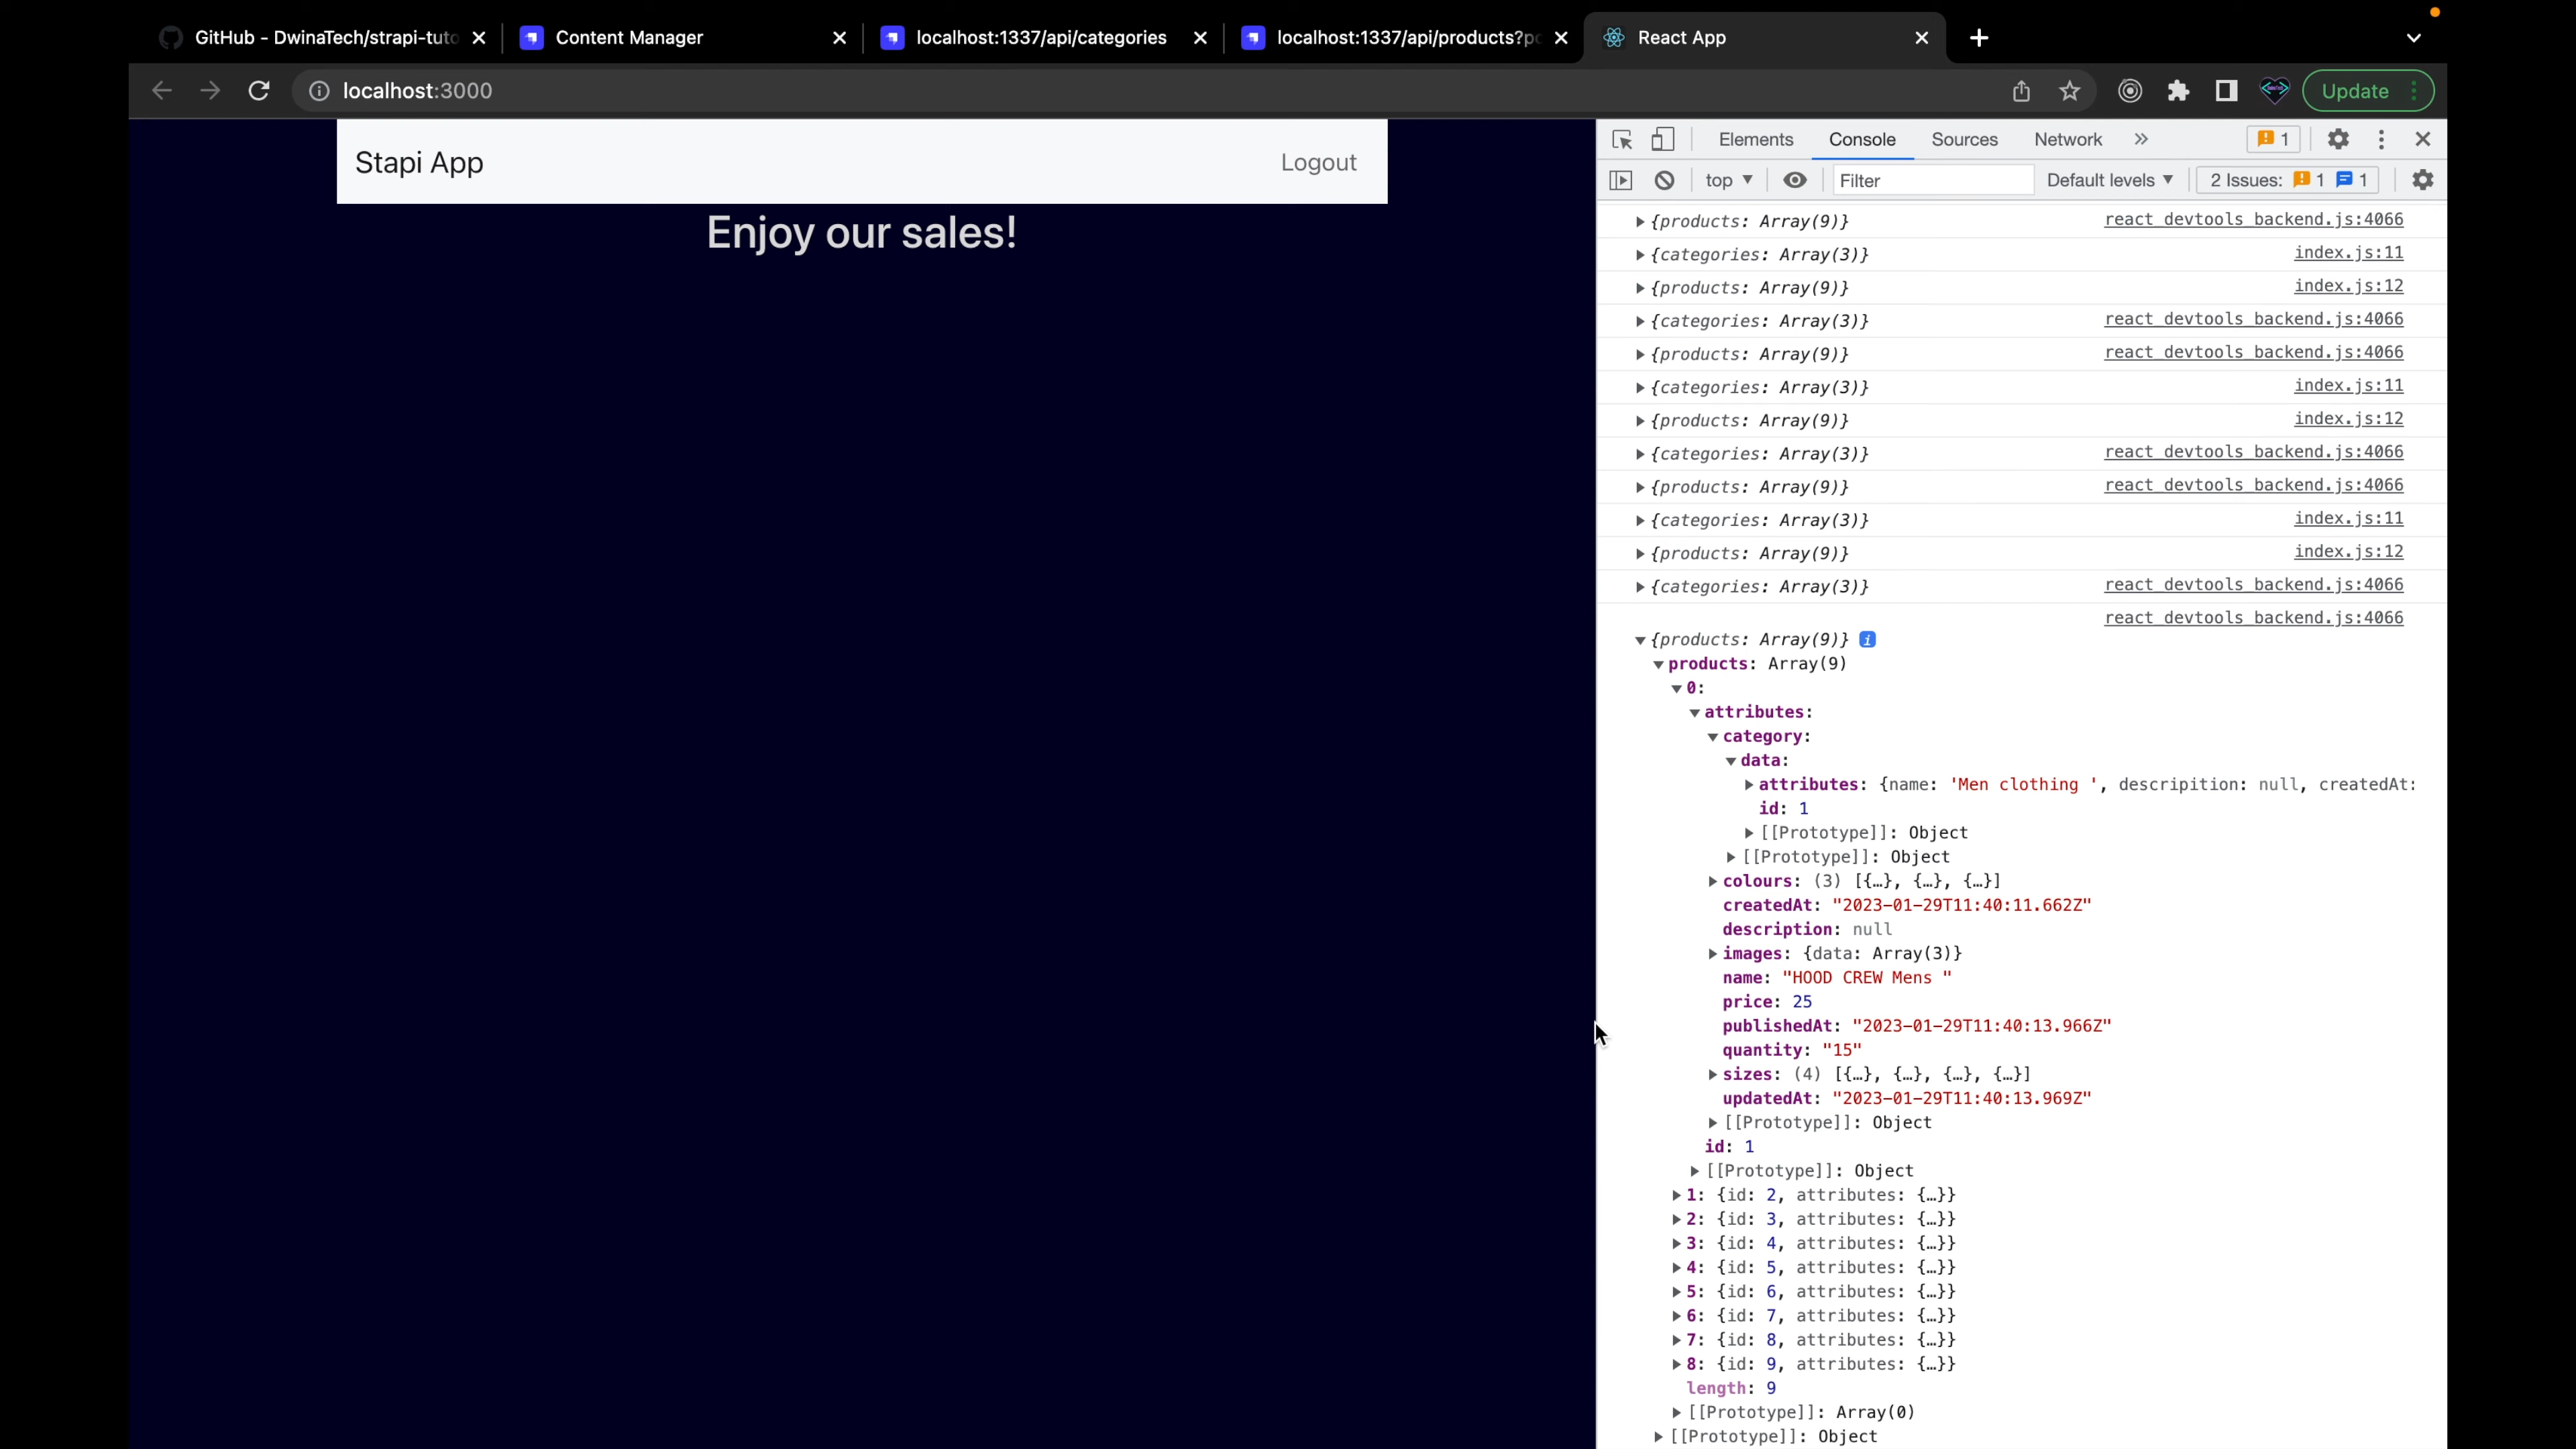 GitHub - DwinaTech/strapi-tuto
Content Manager
localhost:1337/api/categories
localhost:1337/api/products?po
React App
localhost:3000
Update
Stapi App
Logout
Enjoy our sales!
Elements
Console
Sources
Network
1
top
Filter
Default levels
2 Issues: 1 1
{products: Array(9)} react_devtools_backend.js:4066
{categories: Array(3)} index.js:11
{products: Array(9)} index.js:12
{categories: Array(3)} react_devtools_backend.js:4066
{products: Array(9)} react_devtools_backend.js:4066
{categories: Array(3)} index.js:11
{products: Array(9)} index.js:12
{categories: Array(3)} react_devtools_backend.js:4066
{products: Array(9)} react_devtools_backend.js:4066
{categories: Array(3)} index.js:11
{products: Array(9)} index.js:12
{categories: Array(3)} react_devtools_backend.js:4066
react_devtools_backend.js:4066
{products: Array(9)} i
products: Array(9)
0:
attributes:
category:
data:
attributes: {name: 'Men clothing ', descripition: null, createdAt:
id: 1
[[Prototype]]: Object
[[Prototype]]: Object
colours: (3) [{…}, {…}, {…}]
createdAt: "2023-01-29T11:40:11.662Z"
description: null
images: {data: Array(3)}
name: "HOOD CREW Mens "
price: 25
publishedAt: "2023-01-29T11:40:13.966Z"
quantity: "15"
sizes: (4) [{…}, {…}, {…}, {…}]
updatedAt: "2023-01-29T11:40:13.969Z"
[[Prototype]]: Object
id: 1
[[Prototype]]: Object
1: {id: 2, attributes: {…}}
2: {id: 3, attributes: {…}}
3: {id: 4, attributes: {…}}
4: {id: 5, attributes: {…}}
5: {id: 6, attributes: {…}}
6: {id: 7, attributes: {…}}
7: {id: 8, attributes: {…}}
8: {id: 9, attributes: {…}}
length: 9
[[Prototype]]: Array(0)
[[Prototype]]: Object